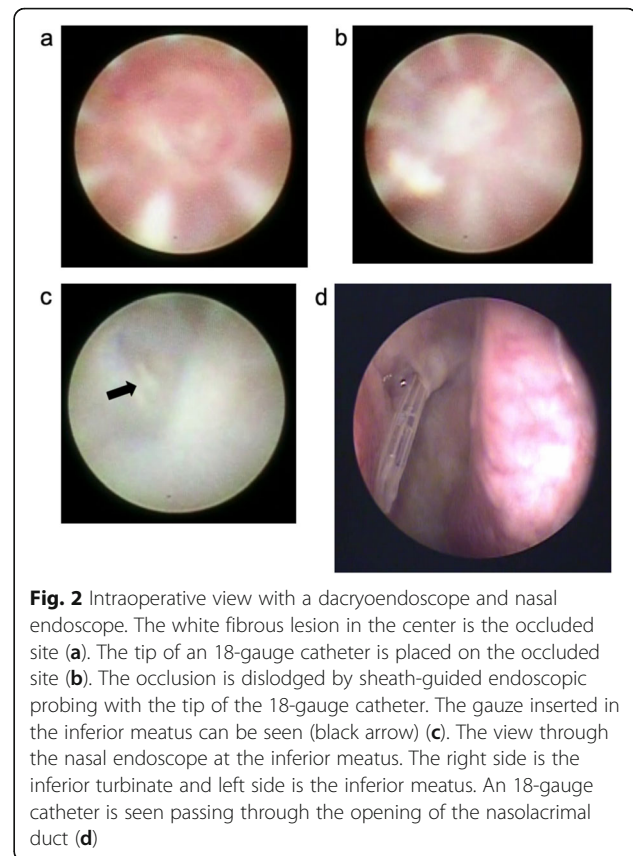 a
b
c
d
Fig. 2 Intraoperative view with a dacryoendoscope and nasal
endoscope. The white fibrous lesion in the center is the occluded
site (a). The tip of an 18-gauge catheter is placed on the occluded
site (b). The occlusion is dislodged by sheath-guided endoscopic
probing with the tip of the 18-gauge catheter. The gauze inserted in
the inferior meatus can be seen (black arrow) (c). The view through
the nasal endoscope at the inferior meatus. The right side is the
inferior turbinate and left side is the inferior meatus. An 18-gauge
catheter is seen passing through the opening of the nasolacrimal
duct (d)